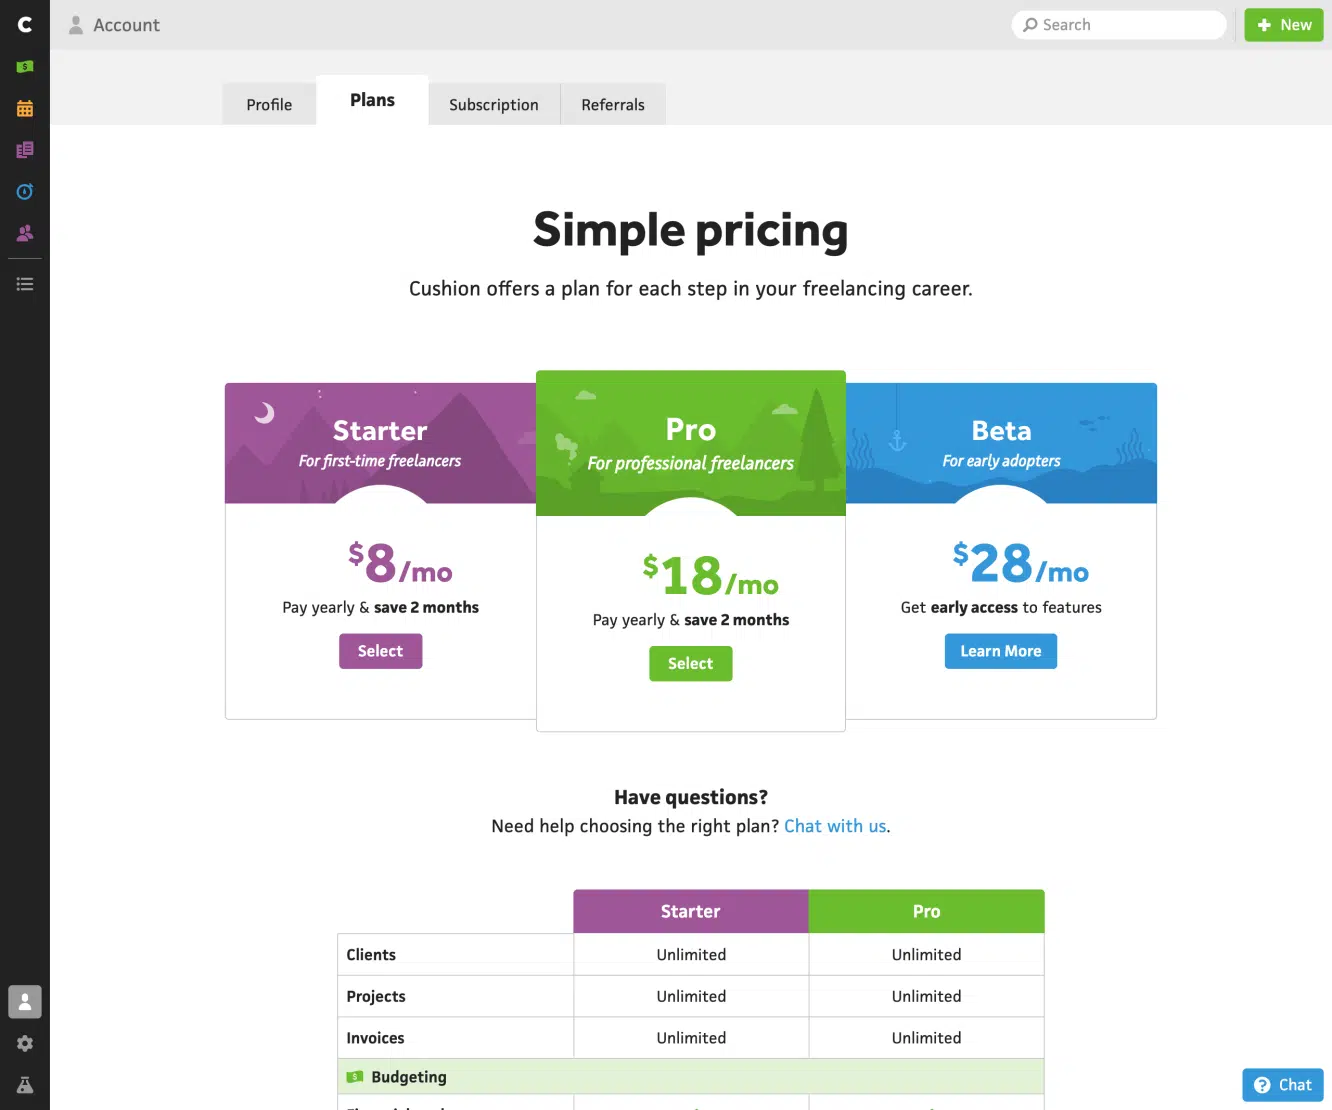 C
Account
Search
New
Profile
Plans
Subscription
Referrals
Simple pricing
Cushion offers a plan for each step in your freelancing career.
Starter
For first-time freelancers
$8/mo
Pay yearly & save 2 months
Select
Pro
For professional freelancers
$18/mo
Pay yearly & save 2 months
Select
Beta
For early adopters
$28/mo
Get early access to features
Learn More
Have questions?
Need help choosing the right plan? Chat with us.
Starter Pro
Clients Unlimited Unlimited
Projects Unlimited Unlimited
Invoices Unlimited Unlimited
$ Budgeting
? Chat